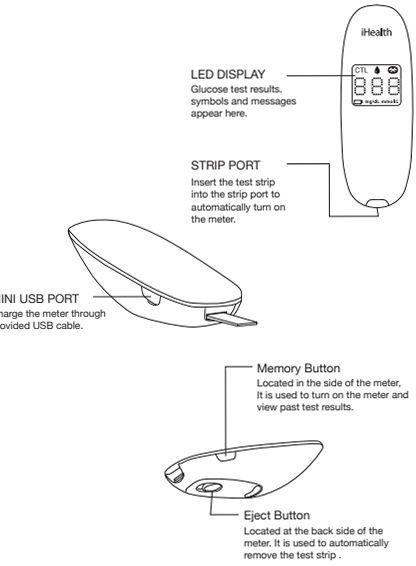 iHealth
LED DISPLAY
Glucose test results.
symbols and messages
appear here.
CTL
888
mg/dL mmol/L
STRIP PORT
Insert the test strip
into the strip port to
automatically turn on
the meter.
INI USB PORT
harge the meter through
rovided USB cable.
Memory Button
Located in the side of the meter,
It is used to turn on the meter and
view past test results.
Eject Button
Located at the back side of the
meter. It is used to automatically
remove the test strip .